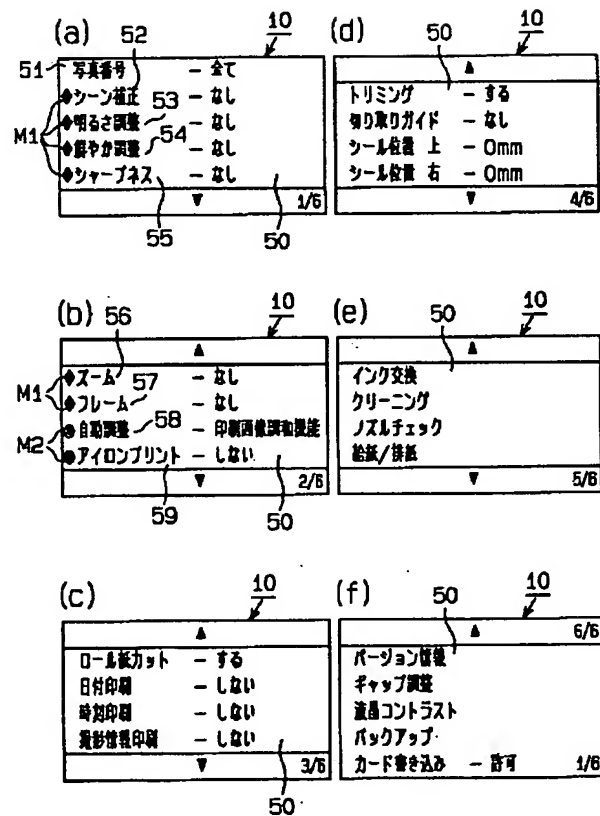 (a)
52
10
51
写真番号 – 全て
◆シーン補正 – なし
53
M1
◆明るさ調整 – なし
54
◆鮮やか調整 – なし
◆シャープネス – なし
▼ 1/6
55
50
(d)
50
10
▲
トリミング – する
切り取りガイド – なし
シール位置 上 – 0mm
シール位置 右 – 0mm
▼ 4/6
(b)
56
10
▲
M1
◆ズーム – なし
57
◆フレーム – なし
58
M2
●自動調整 – 印刷画像調和機能
●アイロンプリント – しない
▼ 2/6
59
50
(e)
50
10
▲
インク交換
クリーニング
ノズルチェック
給紙/排紙
▼ 5/6
(c)
10
▲
ロール紙カット – する
日付印刷 – しない
時刻印刷 – しない
撮影情報印刷 – しない
▼ 3/6
50
(f)
50
10
▲ 6/6
バージョン情報
ギャップ調整
液晶コントラスト
バックアップ
カード書き込み – 許可 1/6